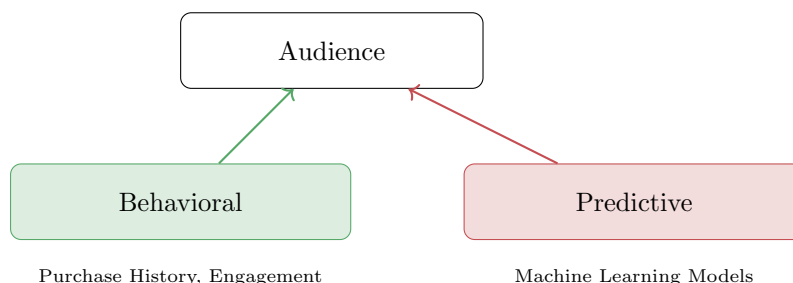 Audience
Behavioral
Predictive
Purchase History, Engagement
Machine Learning Models